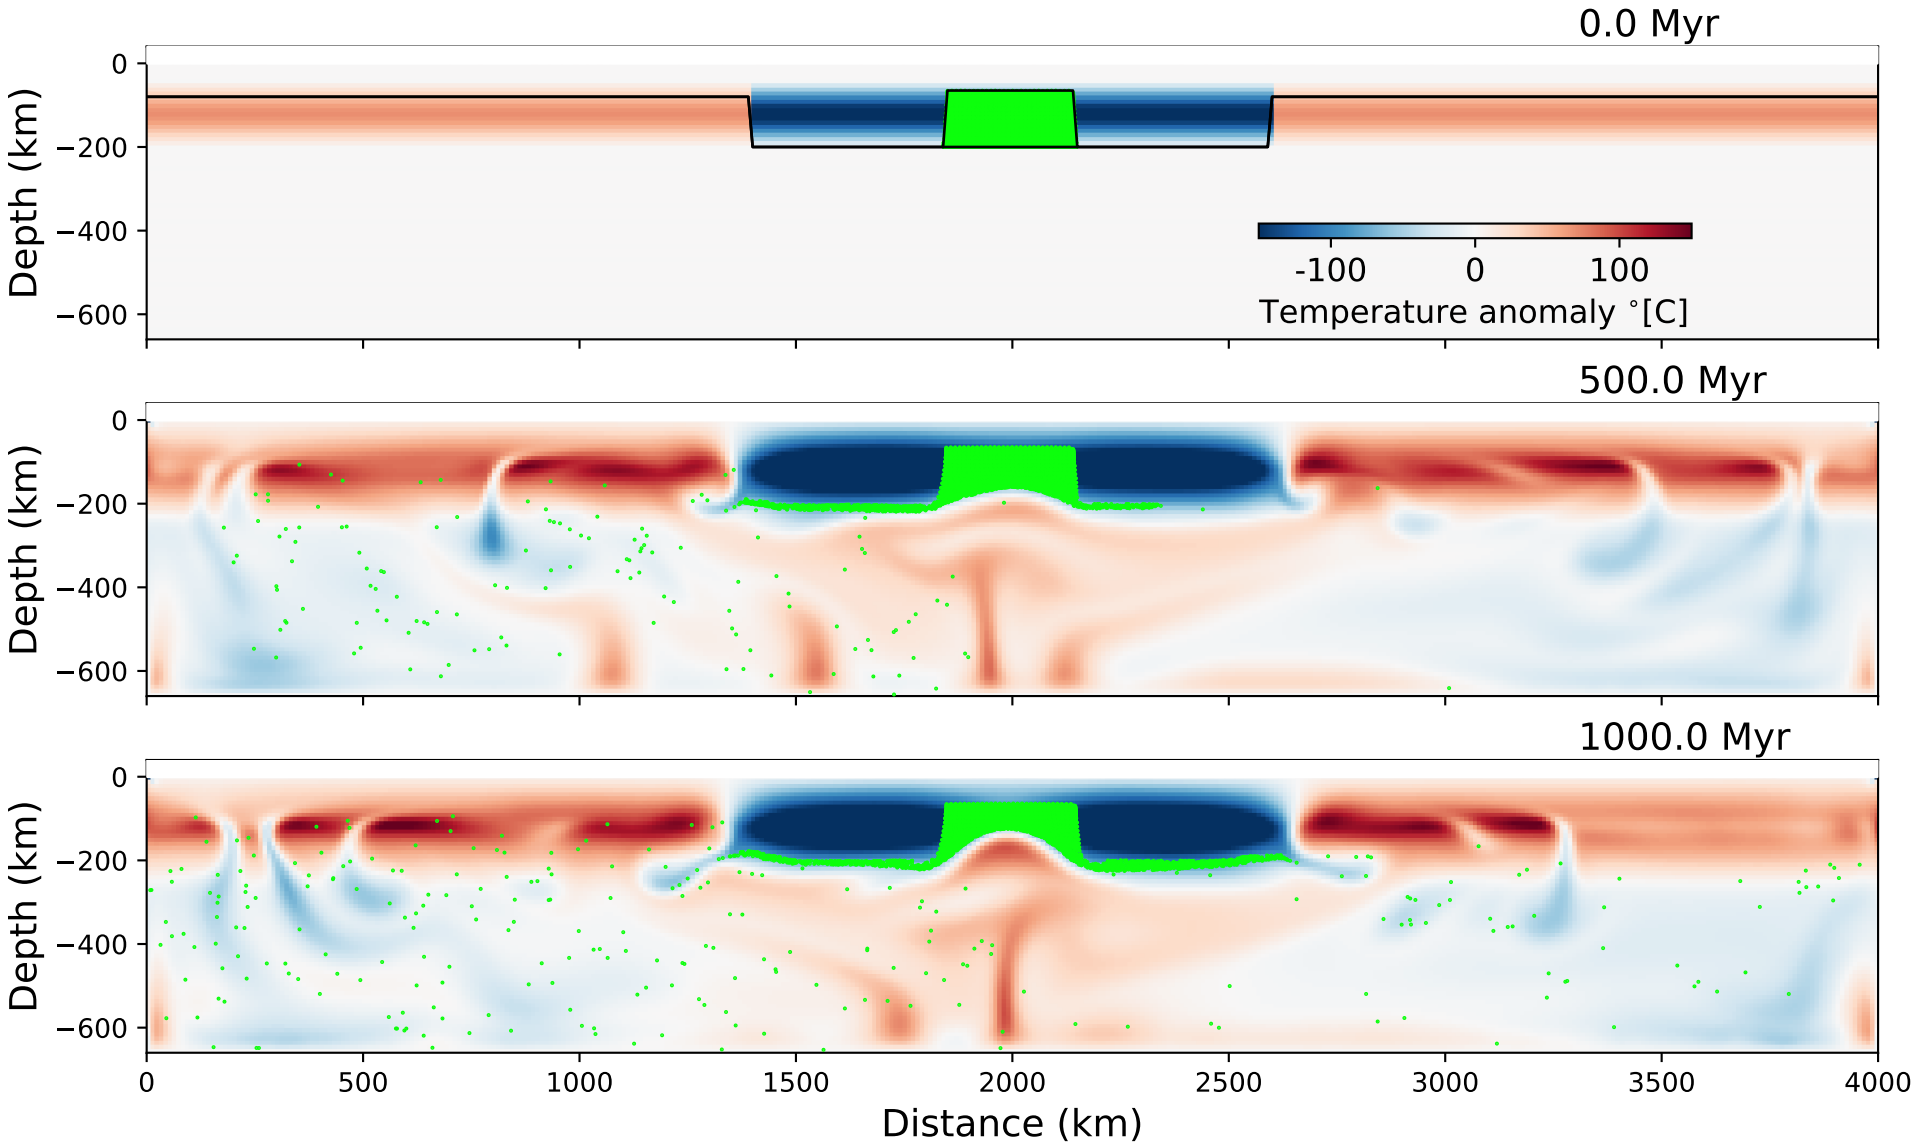 0.0 Myr
Depth (km)
0
−200
−400
−600
-100 0 100
Temperature anomaly °[C]
500.0 Myr
Depth (km)
0
−200
−400
−600
1000.0 Myr
Depth (km)
0
−200
−400
−600
0 500 1000 1500 2000 2500 3000 3500 4000
Distance (km)